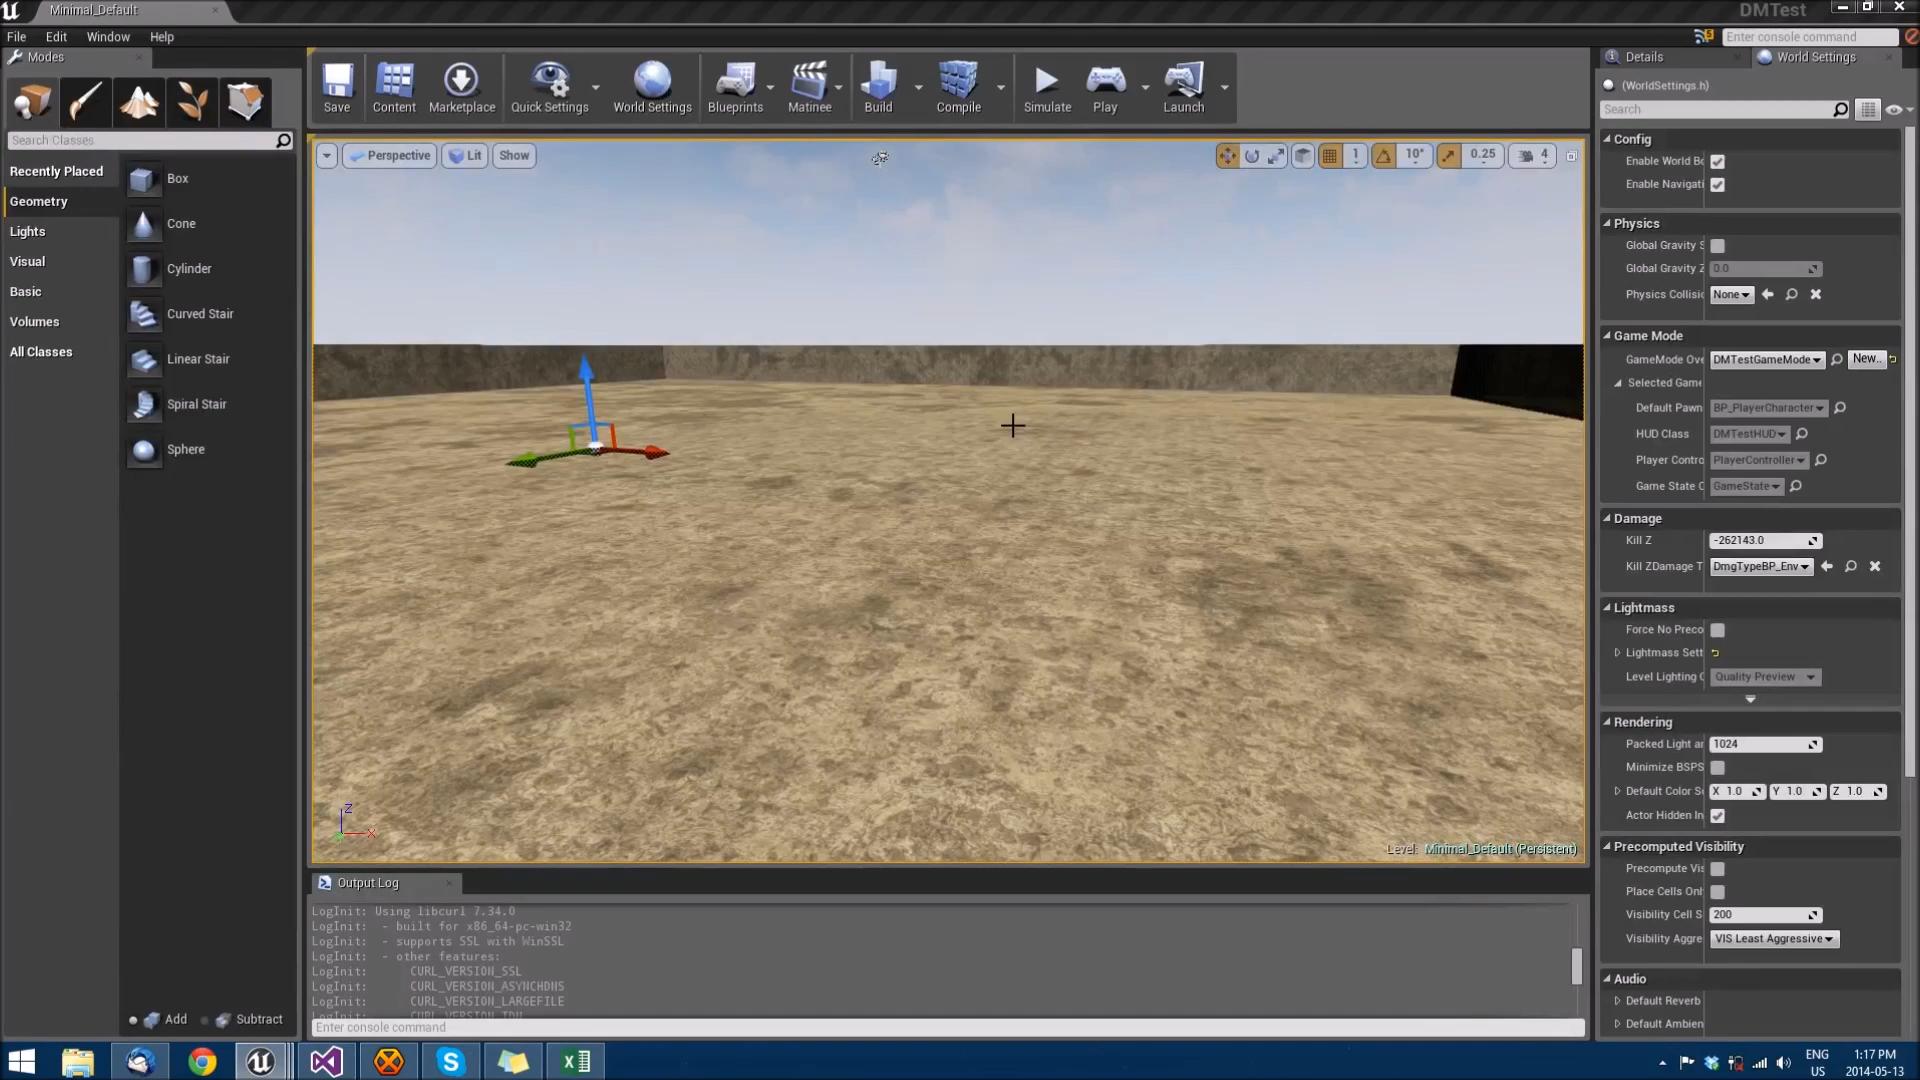 Minimal_Default
DMTest
File Edit Window Help
Enter console command
Modes
Details
World Settings
Save
Content
Marketplace
Quick Settings
World Settings
Blueprints
Matinee
Build
Compile
Simulate
Play
Launch
(WorldSettings.h)
Search Classes
Search
Recently Placed
Geometry
Lights
Visual
Basic
Volumes
All Classes
Box
Cone
Cylinder
Curved Stair
Linear Stair
Spiral Stair
Sphere
Add
Subtract
Perspective
Lit
Show
1
10°
0.25
4
Z
X
Level: Minimal_Default (Persistent)
Config
Enable World Bo
Enable Navigati
Physics
Global Gravity S
Global Gravity Z 0.0
Physics Collisio None
Game Mode
GameMode Ove DMTestGameMode New..
Selected Game
Default Pawn BP_PlayerCharacter
HUD Class DMTestHUD
Player Contro PlayerController
Game State C GameState
Damage
Kill Z -262143.0
Kill ZDamage T DmgTypeBP_Env
Lightmass
Force No Preco
Lightmass Sett
Level Lighting Q Quality Preview
Rendering
Packed Light an 1024
Minimize BSPS
Default Color Sc X 1.0 Y 1.0 Z 1.0
Actor Hidden In
Precomputed Visibility
Precompute Vis
Place Cells Onl
Visibility Cell S 200
Visibility Aggre VIS Least Aggressive
Audio
Default Reverb
Default Ambien
Output Log
LogInit: Using libcurl 7.34.0
LogInit: - built for x86_64-pc-win32
LogInit: - supports SSL with WinSSL
LogInit: - other features:
LogInit: CURL_VERSION_SSL
LogInit: CURL_VERSION_ASYNCHDNS
LogInit: CURL_VERSION_LARGEFILE
LogInit: CURL_VERSION_IDN
Enter console command
ENG
US
1:17 PM
2014-05-13